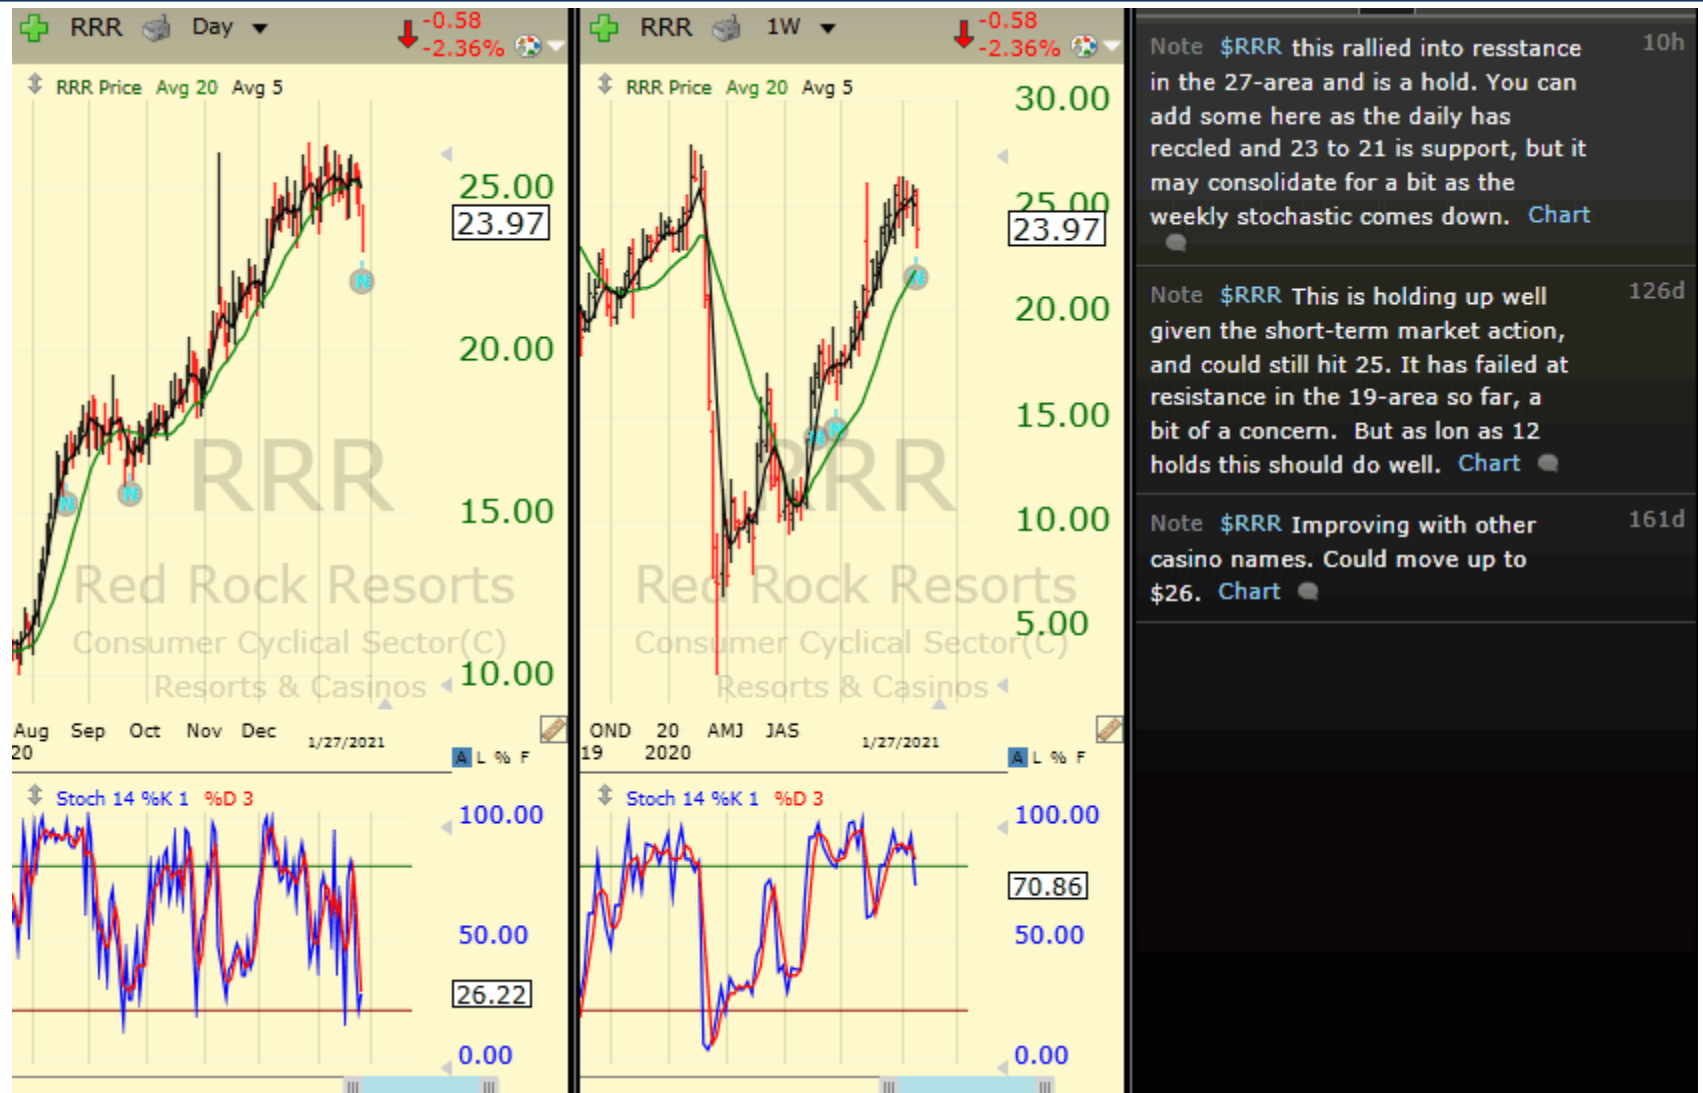 RRR Day -0.58
-2.36%
RRR Price Avg 20 Avg 5
25.00
23.97
20.00
15.00
10.00
RRR
Red Rock Resorts
Consumer Cyclical Sector(C)
Resorts & Casinos
N
N
N
Aug Sep Oct Nov Dec 1/27/2021
20
A L % F
Stoch 14 %K 1 %D 3
100.00
50.00
26.22
0.00
RRR 1W -0.58
-2.36%
RRR Price Avg 20 Avg 5
30.00
25.00
23.97
20.00
15.00
10.00
5.00
RRR
Red Rock Resorts
Consumer Cyclical Sector(C)
Resorts & Casinos
N
N
N
OND 20 AMJ JAS 1/27/2021
19 2020
A L % F
Stoch 14 %K 1 %D 3
100.00
70.86
50.00
0.00
Note $RRR this rallied into resstance 10h
in the 27-area and is a hold. You can
add some here as the daily has
reccled and 23 to 21 is support, but it
may consolidate for a bit as the
weekly stochastic comes down. Chart
Note $RRR This is holding up well 126d
given the short-term market action,
and could still hit 25. It has failed at
resistance in the 19-area so far, a
bit of a concern. But as lon as 12
holds this should do well. Chart
Note $RRR Improving with other 161d
casino names. Could move up to
$26. Chart